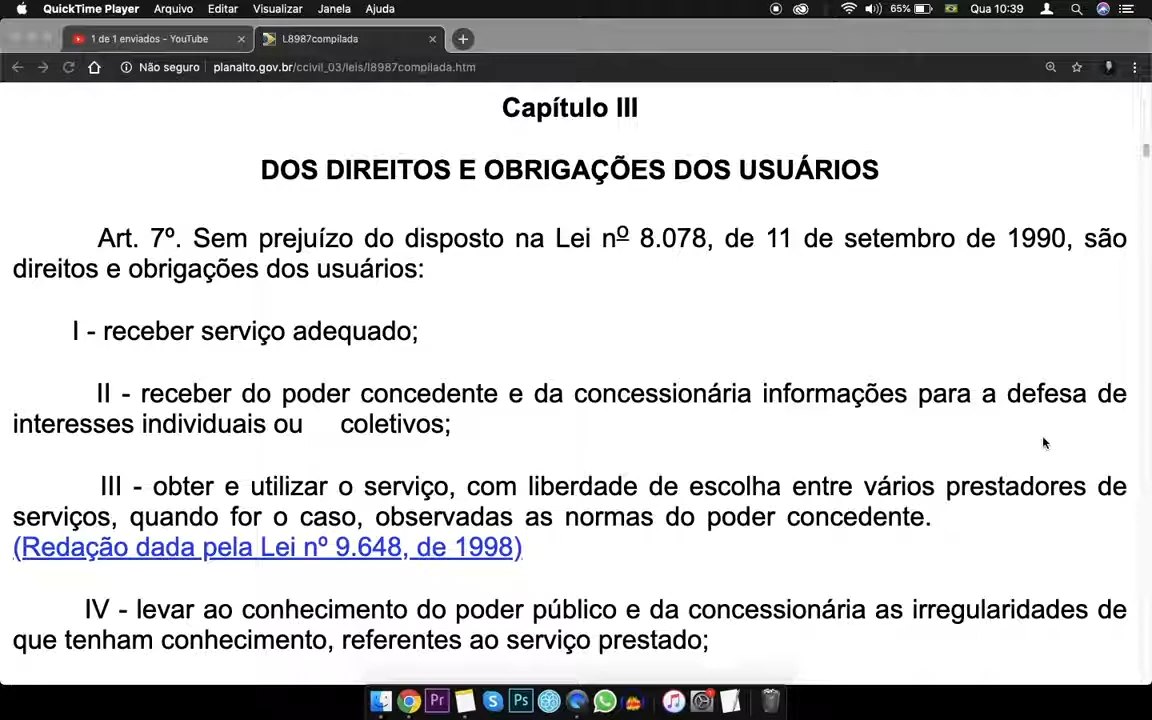 QuickTime Player Arquivo Editar Visualizar Janela Ajuda 65% Qua 10:39
1 de 1 enviados - YouTube L8987compilada
Não seguro planalto.gov.br/ccivil_03/leis/l8987compilada.htm
Capítulo III
DOS DIREITOS E OBRIGAÇÕES DOS USUÁRIOS
Art. 7º. Sem prejuízo do disposto na Lei nº 8.078, de 11 de setembro de 1990, são
direitos e obrigações dos usuários:
I - receber serviço adequado;
II - receber do poder concedente e da concessionária informações para a defesa de
interesses individuais ou coletivos;
III - obter e utilizar o serviço, com liberdade de escolha entre vários prestadores de
serviços, quando for o caso, observadas as normas do poder concedente.
(Redação dada pela Lei nº 9.648, de 1998)
IV - levar ao conhecimento do poder público e da concessionária as irregularidades de
que tenham conhecimento, referentes ao serviço prestado;
Pr S Ps